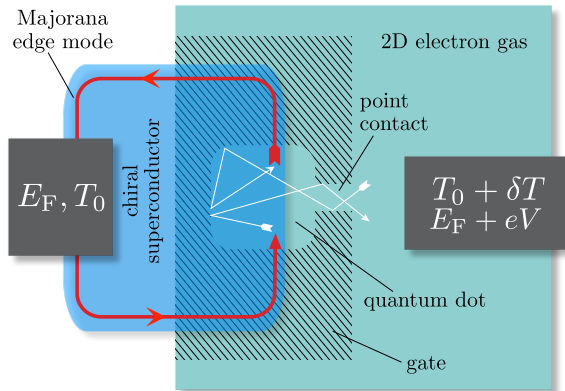 Majorana
edge mode
2D electron gas
point
contact
chiral
superconductor
E_F, T_0
T_0 + δT
E_F + eV
quantum dot
gate